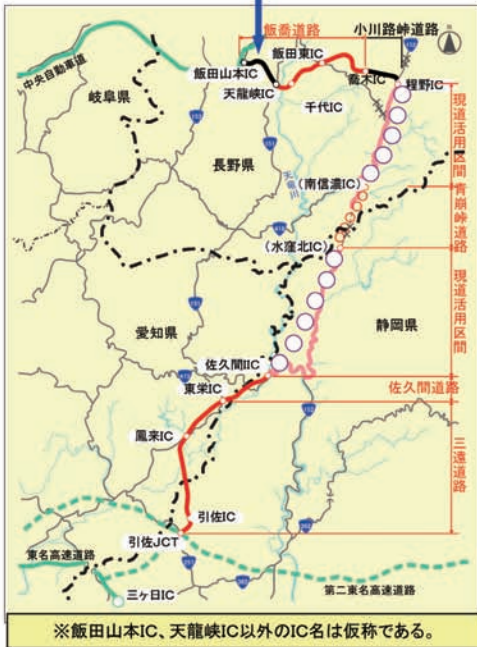 飯喬道路
小川路峠道路
飯田東IC
中央自動車道
飯田山本IC
喬木IC
程野IC
天龍峡IC
千代IC
岐阜県
長野県
現道活用区間
天竜川
(南信濃IC)
青崩峠道路
(水窪北IC)
現道活用区間
静岡県
愛知県
佐久間IIC
佐久間道路
東栄IC
鳳来IC
三遠道路
引佐IC
引佐JCT
東名高速道路
第二東名高速道路
三ヶ日IC
※飯田山本IC、天龍峡IC以外のIC名は仮称である。